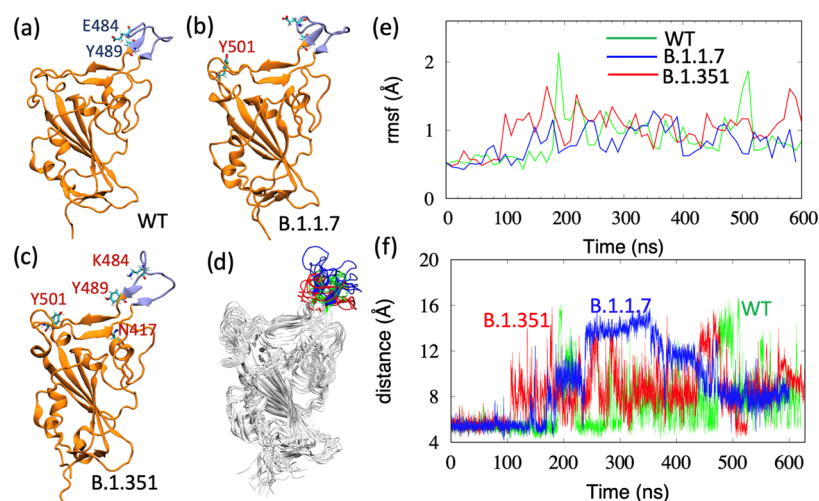 (a)
E484
Y489
WT
(b)
Y501
B.1.1.7
(c)
K484
Y489
Y501
N417
B.1.351
(d)
(e)
WT
B.1.1.7
B.1.351
rmsf (Å)
2
1
0
0 100 200 300 400 500 600
Time (ns)
(f)
B.1.351
B.1.1.7
WT
distance (Å)
20
16
12
8
4
0 100 200 300 400 500 600
Time (ns)